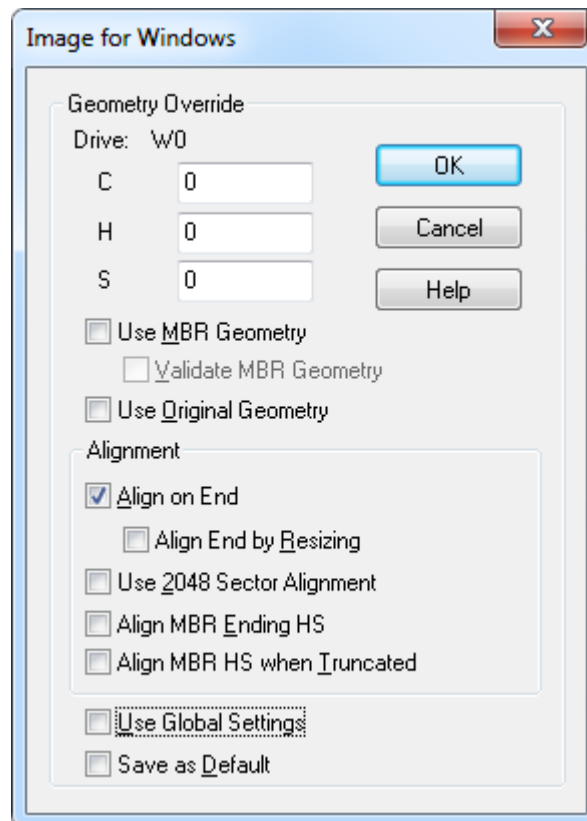 Image for Windows
Geometry Override
Drive: W0
C 0
OK
H 0
Cancel
S 0
Help
Use MBR Geometry
Validate MBR Geometry
Use Original Geometry
Alignment
Align on End
Align End by Resizing
Use 2048 Sector Alignment
Align MBR Ending HS
Align MBR HS when Truncated
Use Global Settings
Save as Default